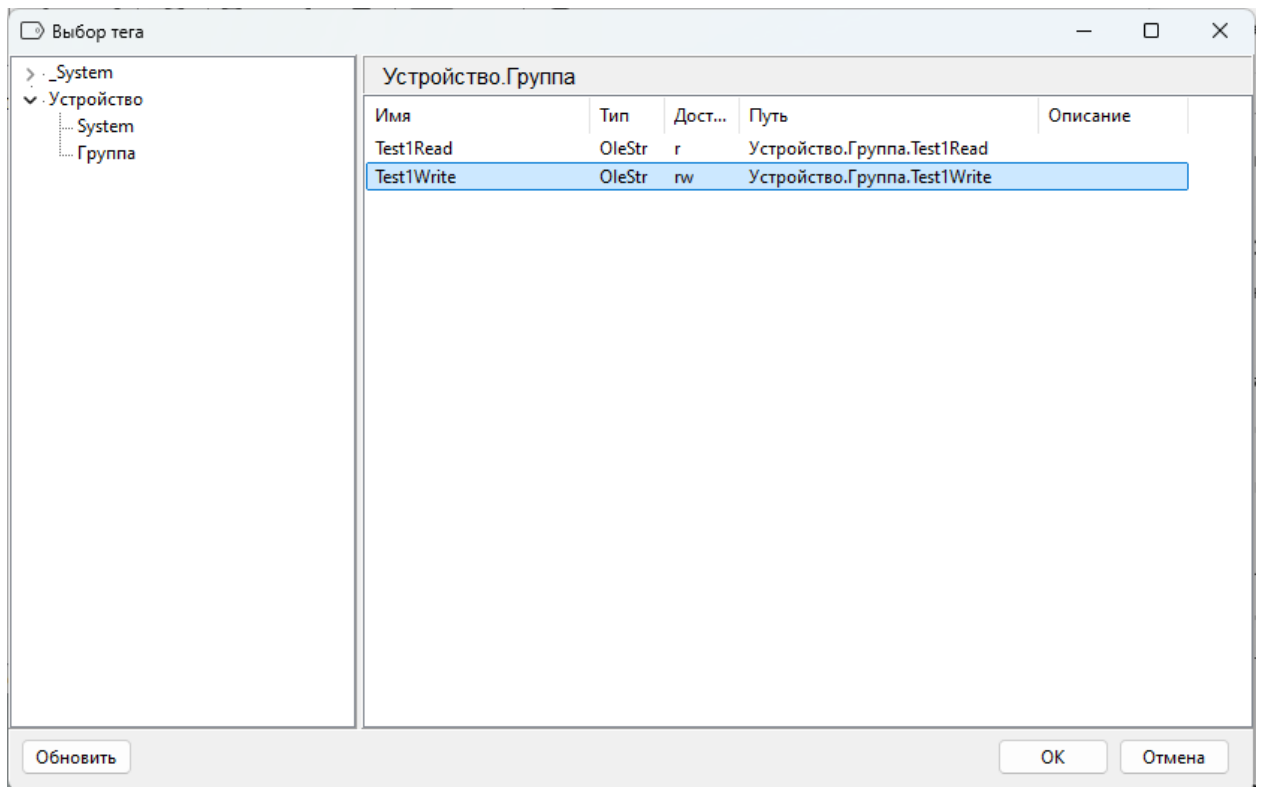 Выбор тега
_System
Устройство
System
Группа
Устройство.Группа
Имя Тип Дост... Путь Описание
Test1Read OleStr r Устройство.Группа.Test1Read
Test1Write OleStr rw Устройство.Группа.Test1Write
Обновить OK Отмена